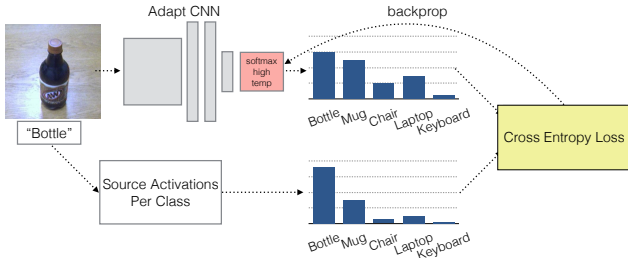 Adapt CNN
backprop
softmax
high
temp
Bottle
Mug
Chair
Laptop
Keyboard
"Bottle"
Cross Entropy Loss
Source Activations
Per Class
Bottle
Mug
Chair
Laptop
Keyboard